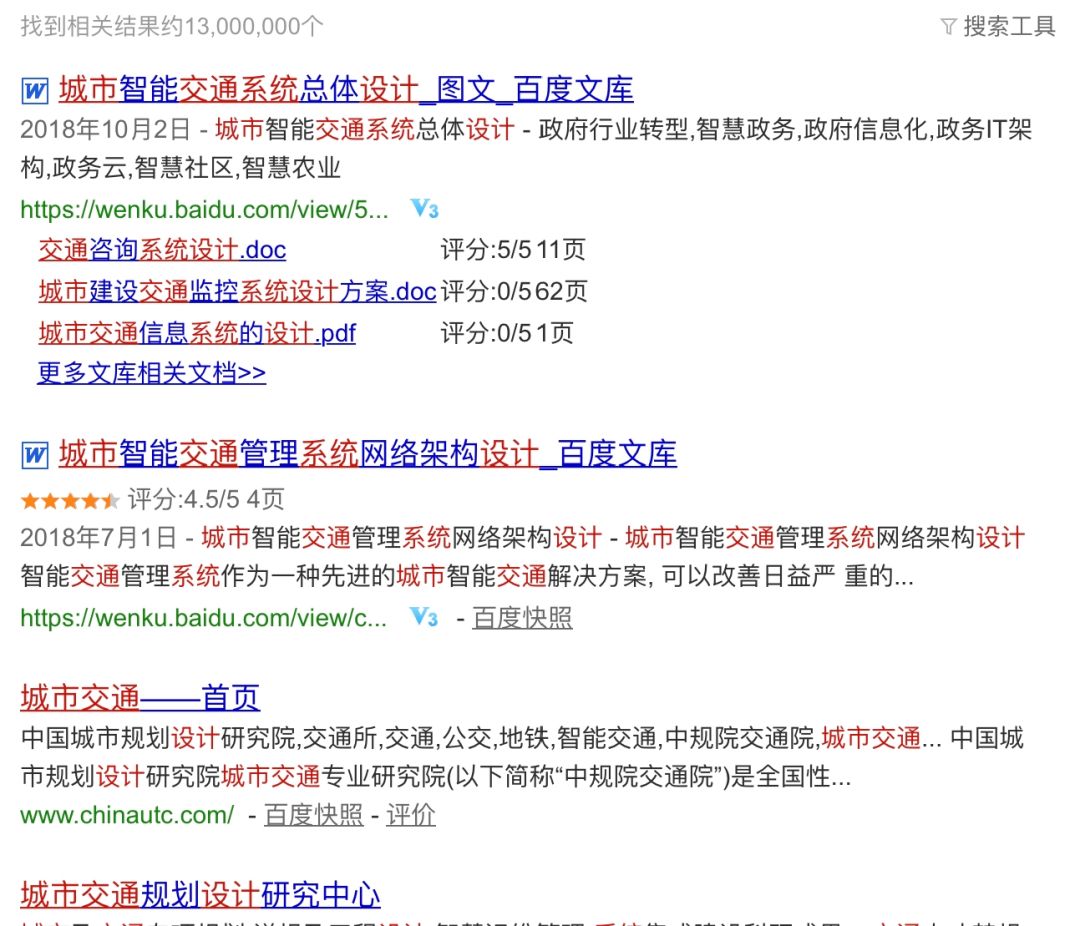 找到相关结果约13,000,000个 搜索工具
城市智能交通系统总体设计_图文_百度文库
2018年10月2日 - 城市智能交通系统总体设计 - 政府行业转型,智慧政务,政府信息化,政务IT架
构,政务云,智慧社区,智慧农业
https://wenku.baidu.com/view/5... V3
交通咨询系统设计.doc 评分:5/5 11页
城市建设交通监控系统设计方案.doc 评分:0/5 62页
城市交通信息系统的设计.pdf 评分:0/5 1页
更多文库相关文档>>
城市智能交通管理系统网络架构设计_百度文库
评分:4.5/5 4页
2018年7月1日 - 城市智能交通管理系统网络架构设计 - 城市智能交通管理系统网络架构设计
智能交通管理系统作为一种先进的城市智能交通解决方案, 可以改善日益严 重的...
https://wenku.baidu.com/view/c... V3 - 百度快照
城市交通——首页
中国城市规划设计研究院,交通所,交通,公交,地铁,智能交通,中规院交通院,城市交通... 中国城
市规划设计研究院城市交通专业研究院(以下简称“中规院交通院”)是全国性...
www.chinautc.com/ - 百度快照 - 评价
城市交通规划设计研究中心